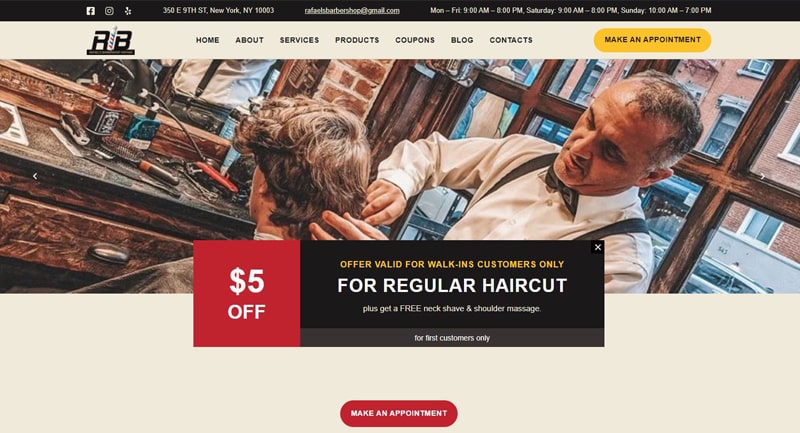 350 E 9TH ST, New York, NY 10003 rafaelsbarbershop@gmail.com Mon – Fri: 9:00 AM – 8:00 PM, Saturday: 9:00 AM – 8:00 PM, Sunday: 10:00 AM – 7:00 PM
RB
HOME ABOUT SERVICES PRODUCTS COUPONS BLOG CONTACTS
MAKE AN APPOINTMENT
$5
OFF
OFFER VALID FOR WALK-INS CUSTOMERS ONLY
FOR REGULAR HAIRCUT
plus get a FREE neck shave & shoulder massage.
for first customers only
MAKE AN APPOINTMENT